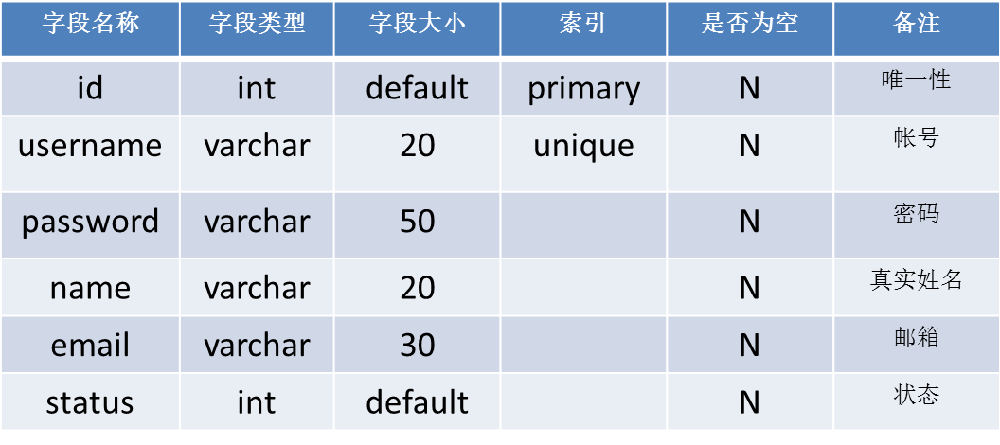 字段名称 字段类型 字段大小 索引 是否为空 备注
id int default primary N 唯一性
username varchar 20 unique N 帐号
password varchar 50 N 密码
name varchar 20 N 真实姓名
email varchar 30 N 邮箱
status int default N 状态